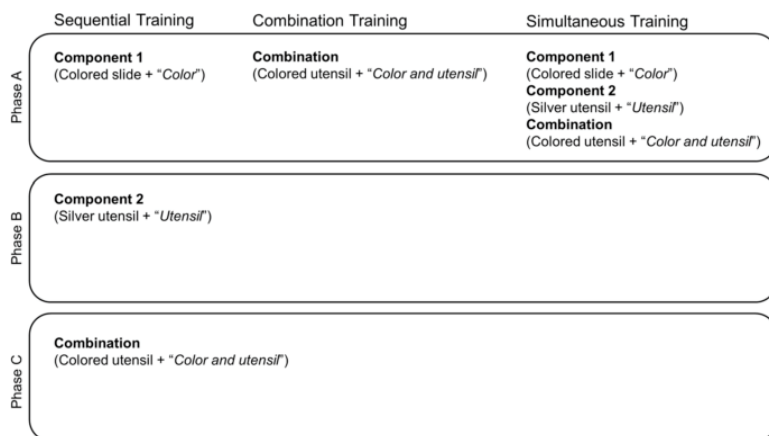 Sequential Training
Combination Training
Simultaneous Training
Phase A
Component 1
(Colored slide + “Color”)
Combination
(Colored utensil + “Color and utensil”)
Component 1
(Colored slide + “Color”)
Component 2
(Silver utensil + “Utensil”)
Combination
(Colored utensil + “Color and utensil”)
Phase B
Component 2
(Silver utensil + “Utensil”)
Phase C
Combination
(Colored utensil + “Color and utensil”)